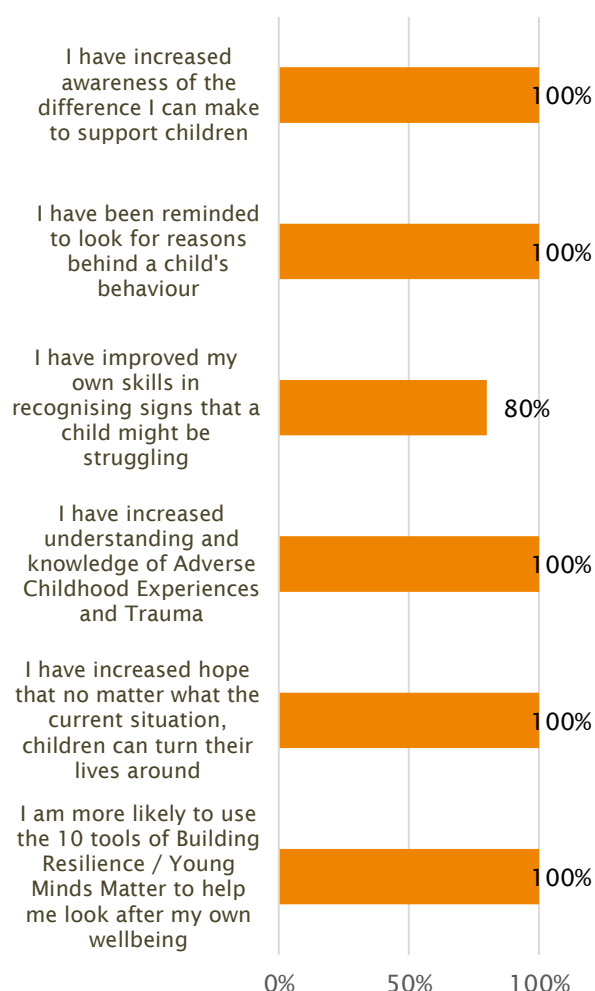 I have increased
awareness of the
difference I can make
to support children
100%
I have been reminded
to look for reasons
behind a child's
behaviour
100%
I have improved my
own skills in
recognising signs that a
child might be
struggling
80%
I have increased
understanding and
knowledge of Adverse
Childhood Experiences
and Trauma
100%
I have increased hope
that no matter what the
current situation,
children can turn their
lives around
100%
I am more likely to use
the 10 tools of Building
Resilience / Young
Minds Matter to help
me look after my own
wellbeing
100%
0% 50% 100%